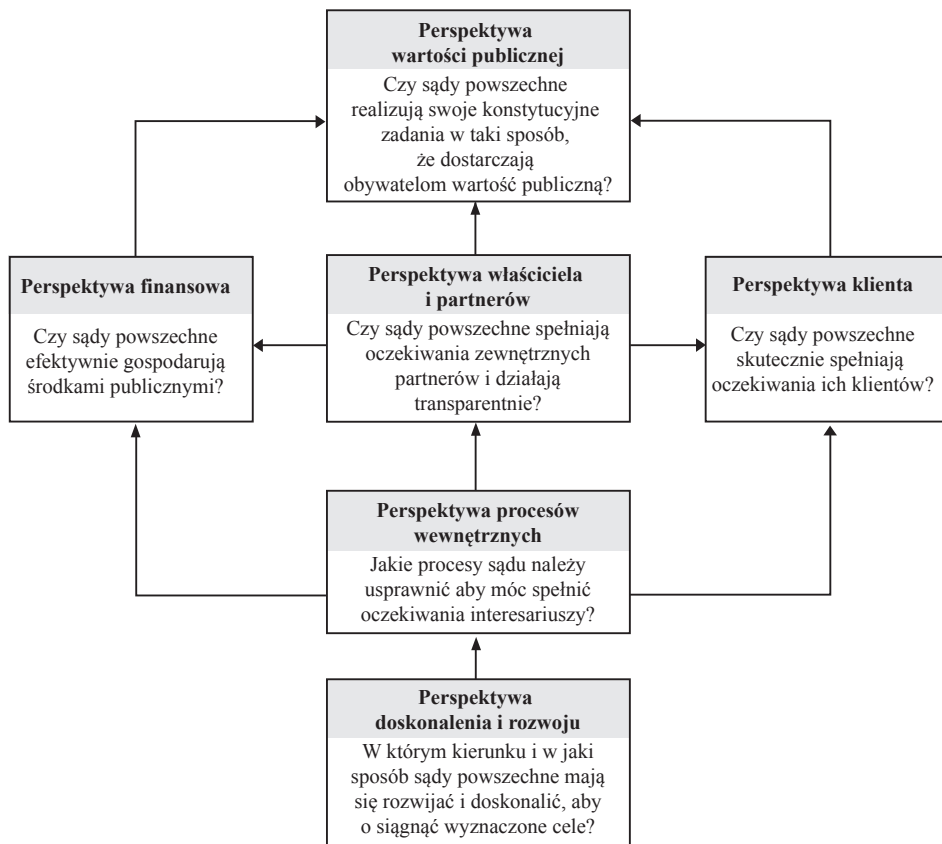 Perspektywa
wartości publicznej
Czy sądy powszechne
realizują swoje konstytucyjne
zadania w taki sposób,
że dostarczają
obywatelom wartość publiczną?
Perspektywa finansowa
Czy sądy powszechne
efektywnie gospodarują
środkami publicznymi?
Perspektywa właściciela
i partnerów
Czy sądy powszechne spełniają
oczekiwania zewnętrznych
partnerów i działają
transparentnie?
Perspektywa klienta
Czy sądy powszechne
skutecznie spełniają
oczekiwania ich klientów?
Perspektywa procesów
wewnętrznych
Jakie procesy sądu należy
usprawnić aby móc spełnić
oczekiwania interesariuszy?
Perspektywa
doskonalenia i rozwoju
W którym kierunku i w jaki
sposób sądy powszechne mają
się rozwijać i doskonalić, aby
o siągnąć wyznaczone cele?